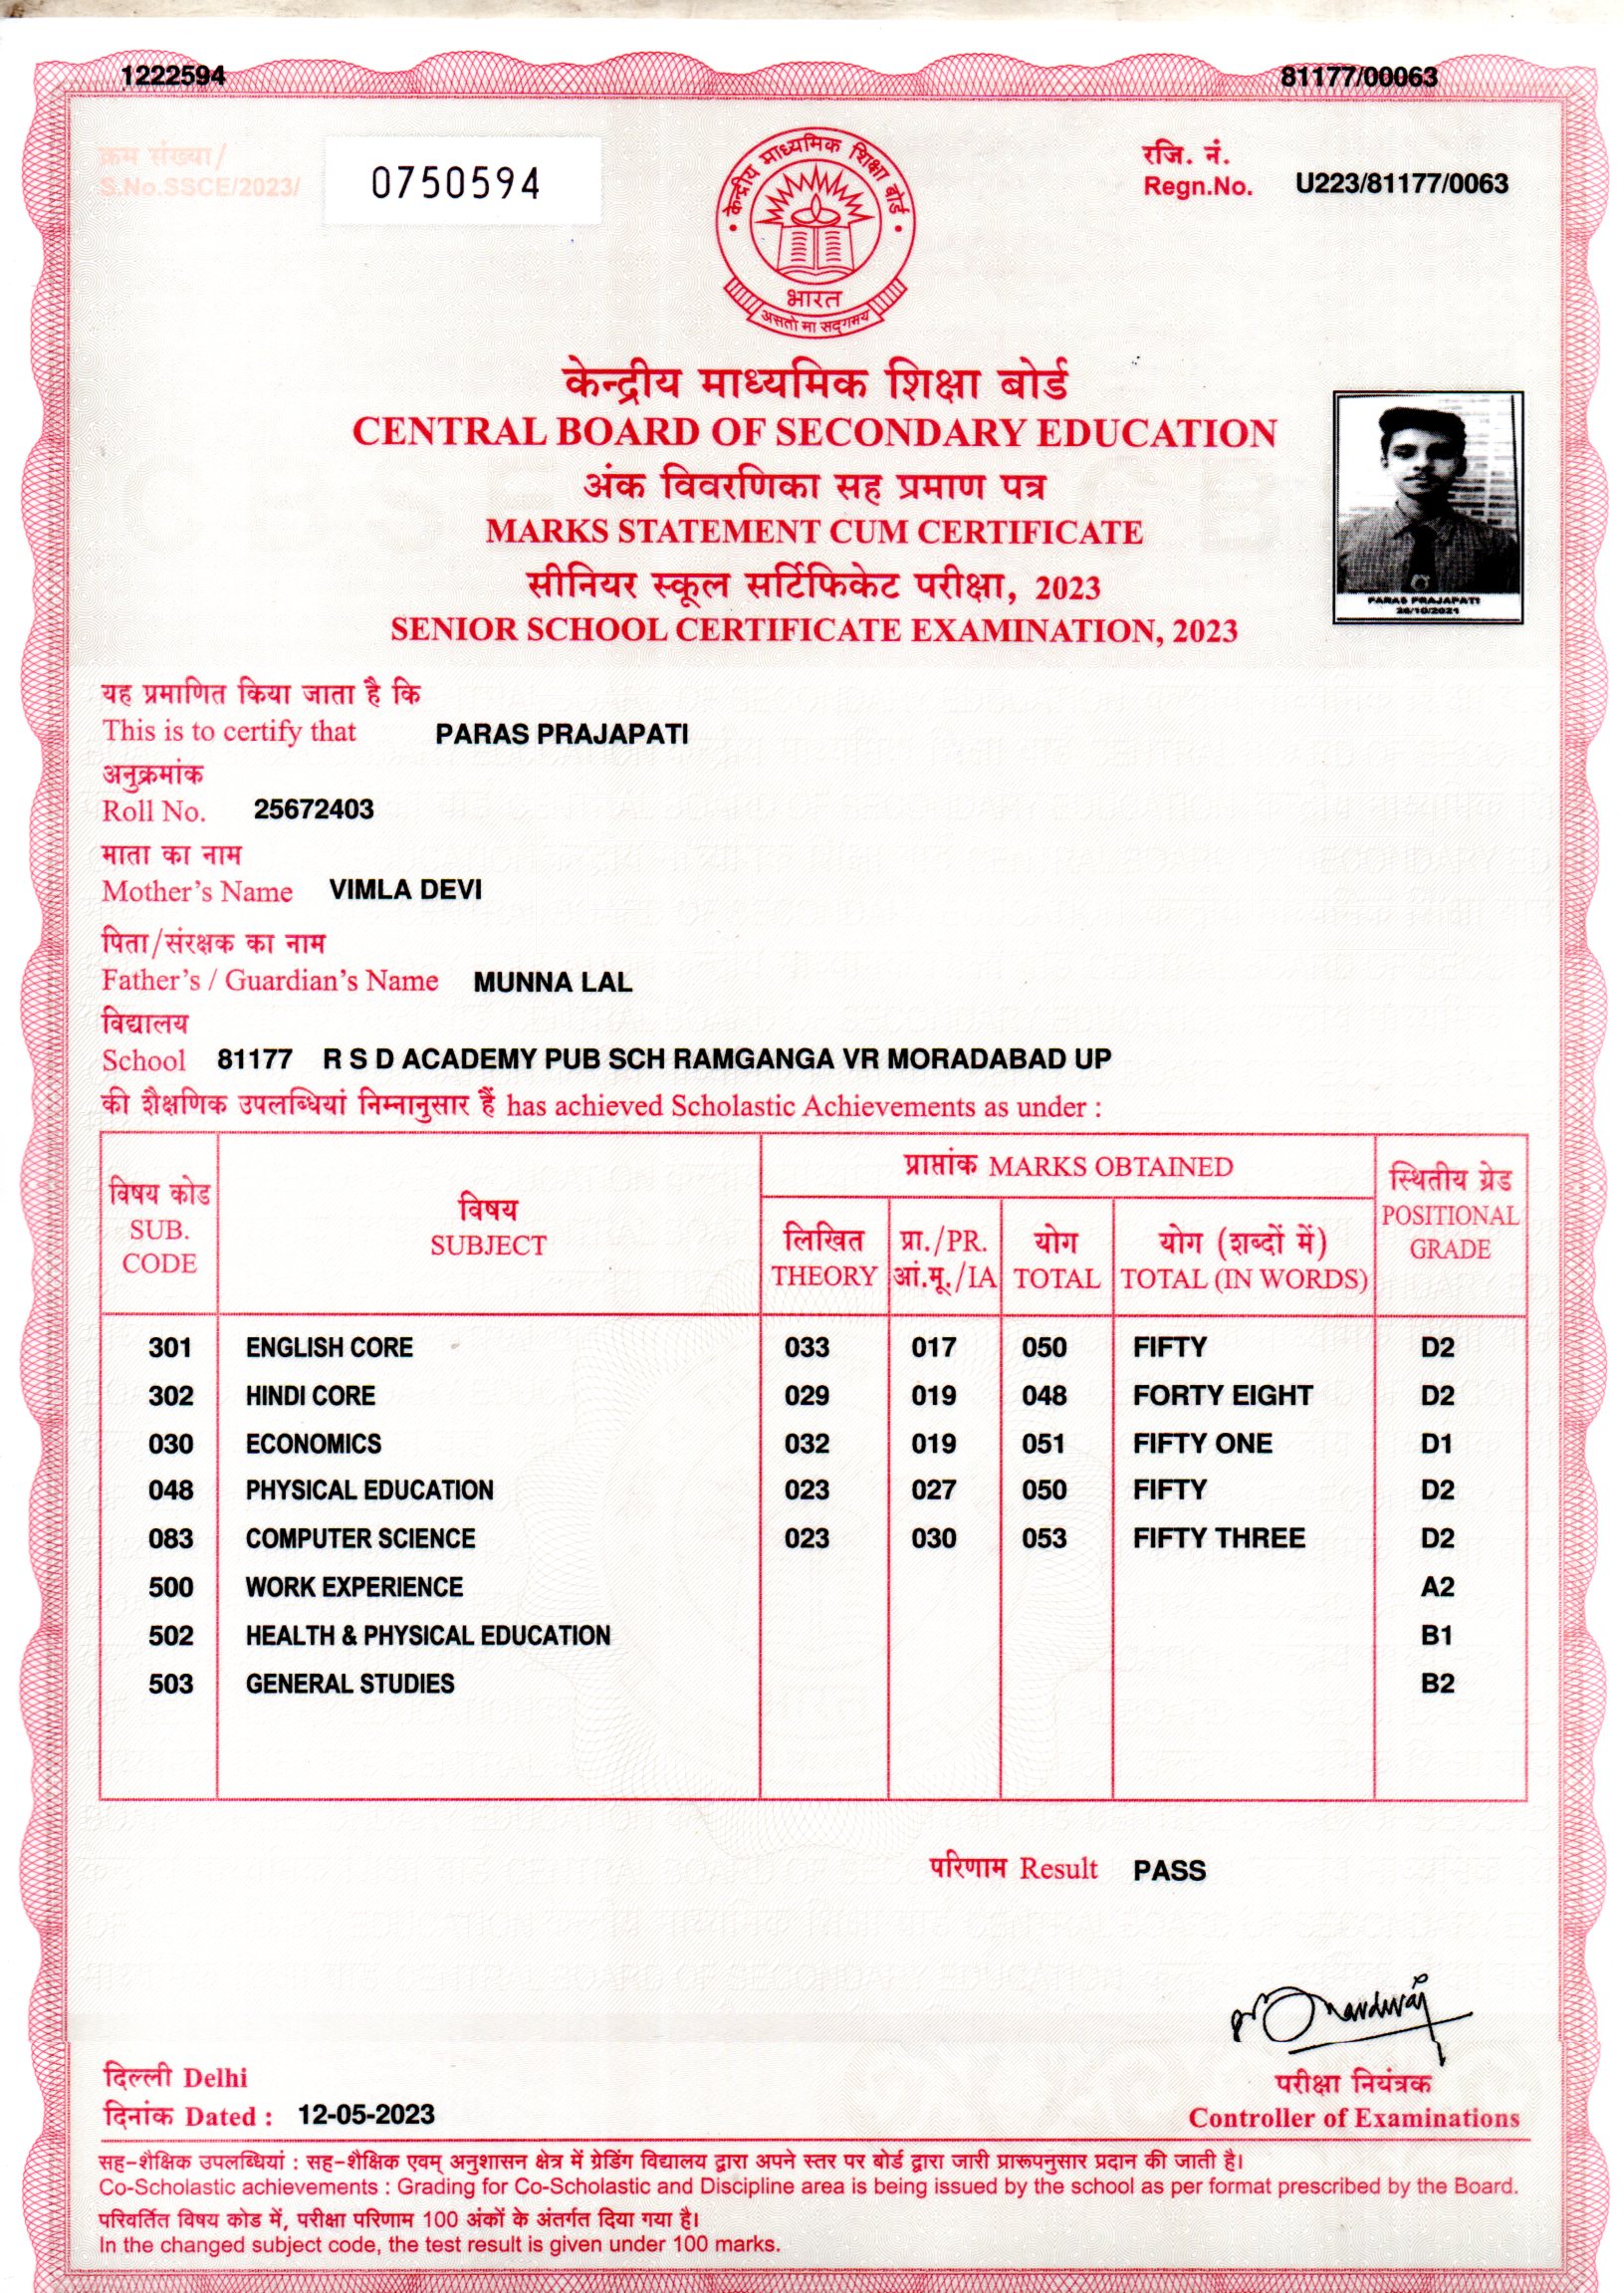 1222594 81177/00063
क्रम संख्या/
S.No.SSCE/2023/ 0750594
रजि. नं.
Regn.No. U223/81177/0063
केन्द्रीय माध्यमिक शिक्षा बोर्ड
भारत
असतो मा सद्गमय
केन्द्रीय माध्यमिक शिक्षा बोर्ड
CENTRAL BOARD OF SECONDARY EDUCATION
अंक विवरणिका सह प्रमाण पत्र
MARKS STATEMENT CUM CERTIFICATE
सीनियर स्कूल सर्टिफिकेट परीक्षा, 2023
SENIOR SCHOOL CERTIFICATE EXAMINATION, 2023
PARAS PRAJAPATI
26/10/2021
यह प्रमाणित किया जाता है कि
This is to certify that PARAS PRAJAPATI
अनुक्रमांक
Roll No. 25672403
माता का नाम
Mother's Name VIMLA DEVI
पिता/संरक्षक का नाम
Father's / Guardian's Name MUNNA LAL
विद्यालय
School 81177 R S D ACADEMY PUB SCH RAMGANGA VR MORADABAD UP
की शैक्षणिक उपलब्धियां निम्नानुसार हैं has achieved Scholastic Achievements as under :
विषय कोड
SUB.
CODE
विषय
SUBJECT
प्राप्तांक MARKS OBTAINED
लिखित
THEORY
प्रा./PR.
आं.मू./IA
योग
TOTAL
योग (शब्दों में)
TOTAL (IN WORDS)
स्थितीय ग्रेड
POSITIONAL
GRADE
301 ENGLISH CORE 033 017 050 FIFTY D2
302 HINDI CORE 029 019 048 FORTY EIGHT D2
030 ECONOMICS 032 019 051 FIFTY ONE D1
048 PHYSICAL EDUCATION 023 027 050 FIFTY D2
083 COMPUTER SCIENCE 023 030 053 FIFTY THREE D2
500 WORK EXPERIENCE A2
502 HEALTH & PHYSICAL EDUCATION B1
503 GENERAL STUDIES B2
परिणाम Result PASS
दिल्ली Delhi
दिनांक Dated : 12-05-2023
परीक्षा नियंत्रक
Controller of Examinations
सह-शैक्षिक उपलब्धियां : सह-शैक्षिक एवम् अनुशासन क्षेत्र में ग्रेडिंग विद्यालय द्वारा अपने स्तर पर बोर्ड द्वारा जारी प्रारूपनुसार प्रदान की जाती है।
Co-Scholastic achievements : Grading for Co-Scholastic and Discipline area is being issued by the school as per format prescribed by the Board.
परिवर्तित विषय कोड में, परीक्षा परिणाम 100 अंकों के अंतर्गत दिया गया है।
In the changed subject code, the test result is given under 100 marks.